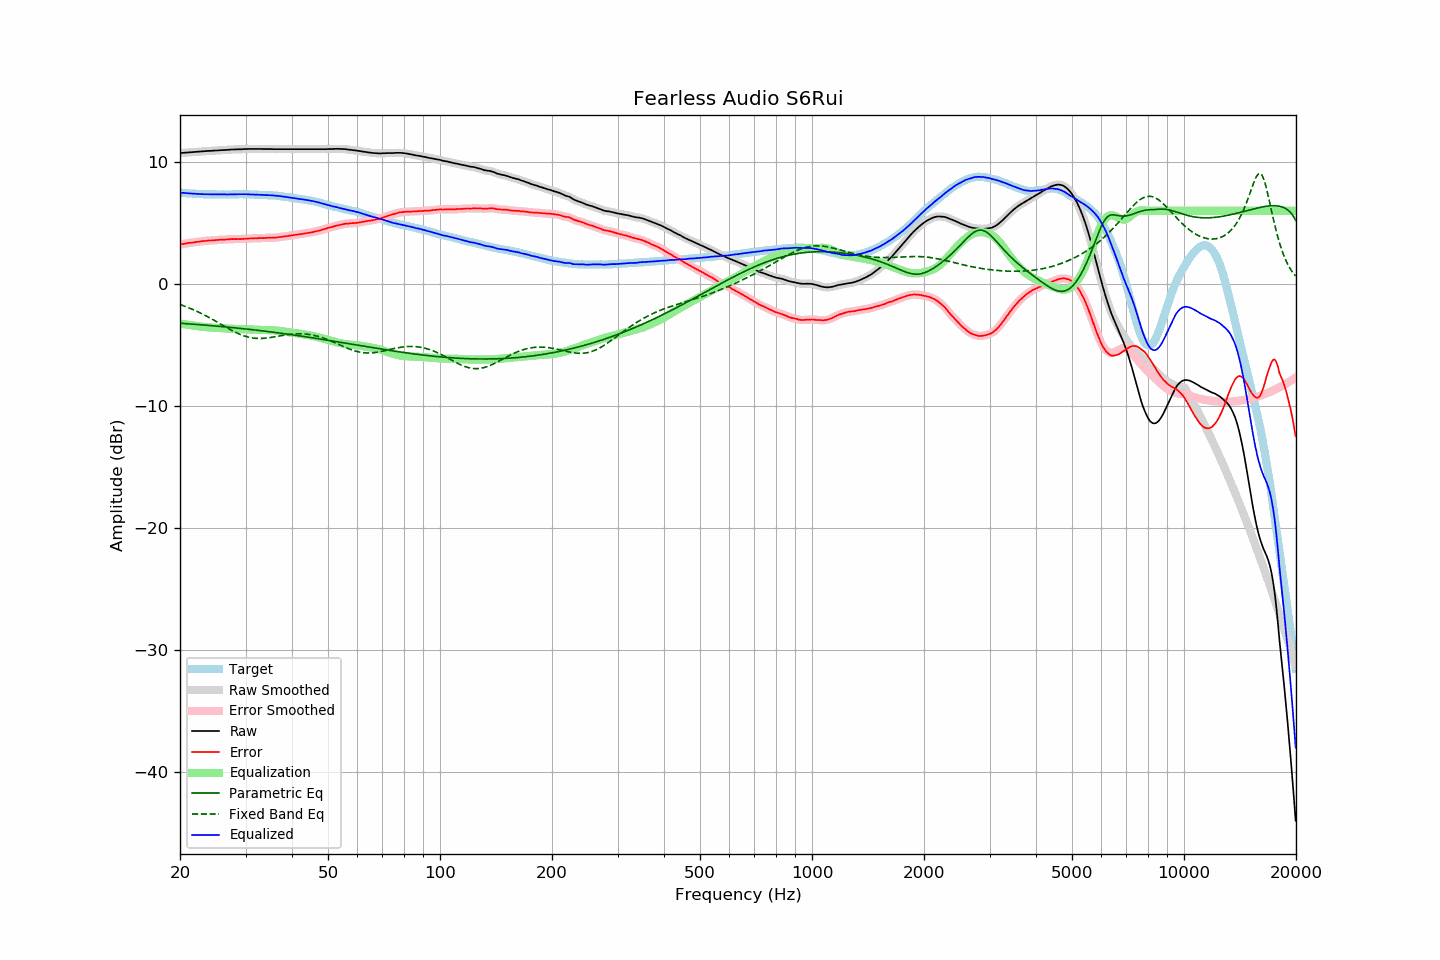 Fearless Audio S6Rui
10
0
−10
−20
−30
−40
Amplitude (dBr)
Target
Raw Smoothed
Error Smoothed
Raw
Error
Equalization
Parametric Eq
Fixed Band Eq
Equalized
20 50 100 200 500 1000 2000 5000 10000 20000
Frequency (Hz)